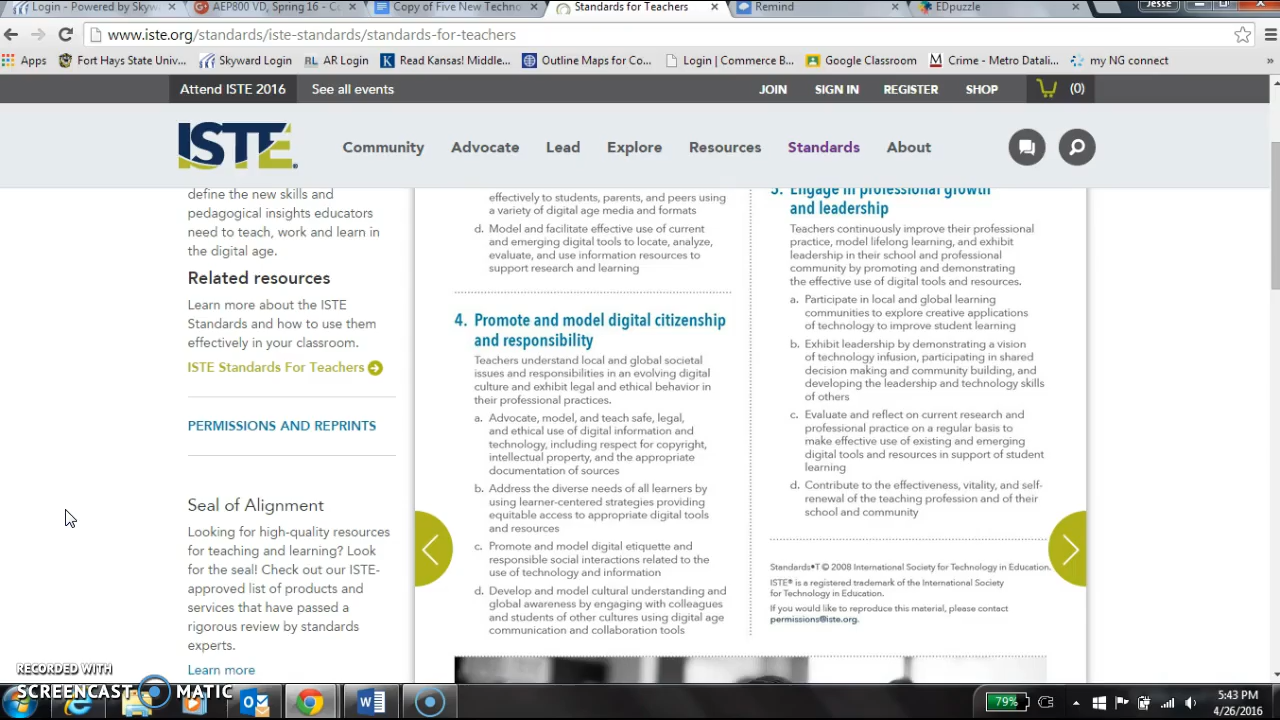 Login - Powered by Skyw
AEP800 VD, Spring 16 - C
Copy of Five New Techno
Standards for Teachers
Remind
EDpuzzle
Jesse
www.iste.org/standards/iste-standards/standards-for-teachers
Apps
Fort Hays State Univ...
Skyward Login
RL AR Login
K Read Kansas! Middle...
Outline Maps for Co...
Login | Commerce B...
Google Classroom
M Crime - Metro Datali...
my NG connect
»
Attend ISTE 2016
See all events
JOIN
SIGN IN
REGISTER
SHOP
(0)
ISTE
Community
Advocate
Lead
Explore
Resources
Standards
About
define the new skills and
pedagogical insights educators
need to teach, work and learn in
the digital age.
Related resources
Learn more about the ISTE
Standards and how to use them
effectively in your classroom.
ISTE Standards For Teachers
PERMISSIONS AND REPRINTS
Seal of Alignment
Looking for high-quality resources
for teaching and learning? Look
for the seal! Check out our ISTE-
approved list of products and
services that have passed a
rigorous review by standards
experts.
Learn more
effectively to students, parents, and peers using
a variety of digital age media and formats
d. Model and facilitate effective use of current
and emerging digital tools to locate, analyze,
evaluate, and use information resources to
support research and learning
4. Promote and model digital citizenship
and responsibility
Teachers understand local and global societal
issues and responsibilities in an evolving digital
culture and exhibit legal and ethical behavior in
their professional practices.
a. Advocate, model, and teach safe, legal,
and ethical use of digital information and
technology, including respect for copyright,
intellectual property, and the appropriate
documentation of sources
b. Address the diverse needs of all learners by
using learner-centered strategies providing
equitable access to appropriate digital tools
and resources
c. Promote and model digital etiquette and
responsible social interactions related to the
use of technology and information
d. Develop and model cultural understanding and
global awareness by engaging with colleagues
and students of other cultures using digital age
communication and collaboration tools
5. Engage in professional growth
and leadership
Teachers continuously improve their professional
practice, model lifelong learning, and exhibit
leadership in their school and professional
community by promoting and demonstrating
the effective use of digital tools and resources.
a. Participate in local and global learning
communities to explore creative applications
of technology to improve student learning
b. Exhibit leadership by demonstrating a vision
of technology infusion, participating in shared
decision making and community building, and
developing the leadership and technology skills
of others
c. Evaluate and reflect on current research and
professional practice on a regular basis to
make effective use of existing and emerging
digital tools and resources in support of student
learning
d. Contribute to the effectiveness, vitality, and self-
renewal of the teaching profession and of their
school and community
Standards•T © 2008 International Society for Technology in Education.
ISTE® is a registered trademark of the International Society
for Technology in Education.
If you would like to reproduce this material, please contact
permissions@iste.org.
RECORDED WITH
SCREENCAST MATIC
79%
5:43 PM
4/26/2016